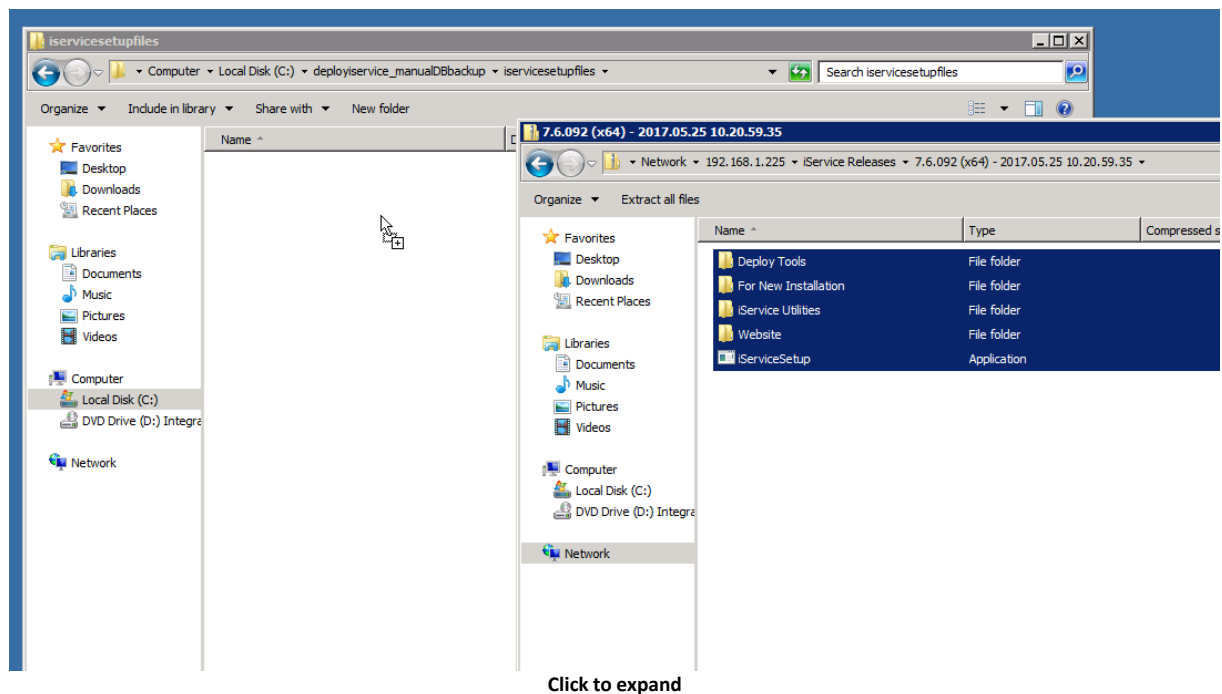 iservicesetupfiles
Computer Local Disk (C:) deployiservice_manualDBbackup iservicesetupfiles Search iservicesetupfiles
Organize Include in library Share with New folder
Favorites
Desktop
Downloads
Recent Places
Libraries
Documents
Music
Pictures
Videos
Computer
Local Disk (C:)
DVD Drive (D:) Integra
Network
Name
7.6.092 (x64) - 2017.05.25 10.20.59.35
Network 192.168.1.225 iService Releases 7.6.092 (x64) - 2017.05.25 10.20.59.35
Organize Extract all files
Favorites
Desktop
Downloads
Recent Places
Libraries
Documents
Music
Pictures
Videos
Computer
Local Disk (C:)
DVD Drive (D:) Integra
Network
Name Type Compressed s
Deploy Tools File folder
For New Installation File folder
iService Utilities File folder
Website File folder
iServiceSetup Application
Click to expand